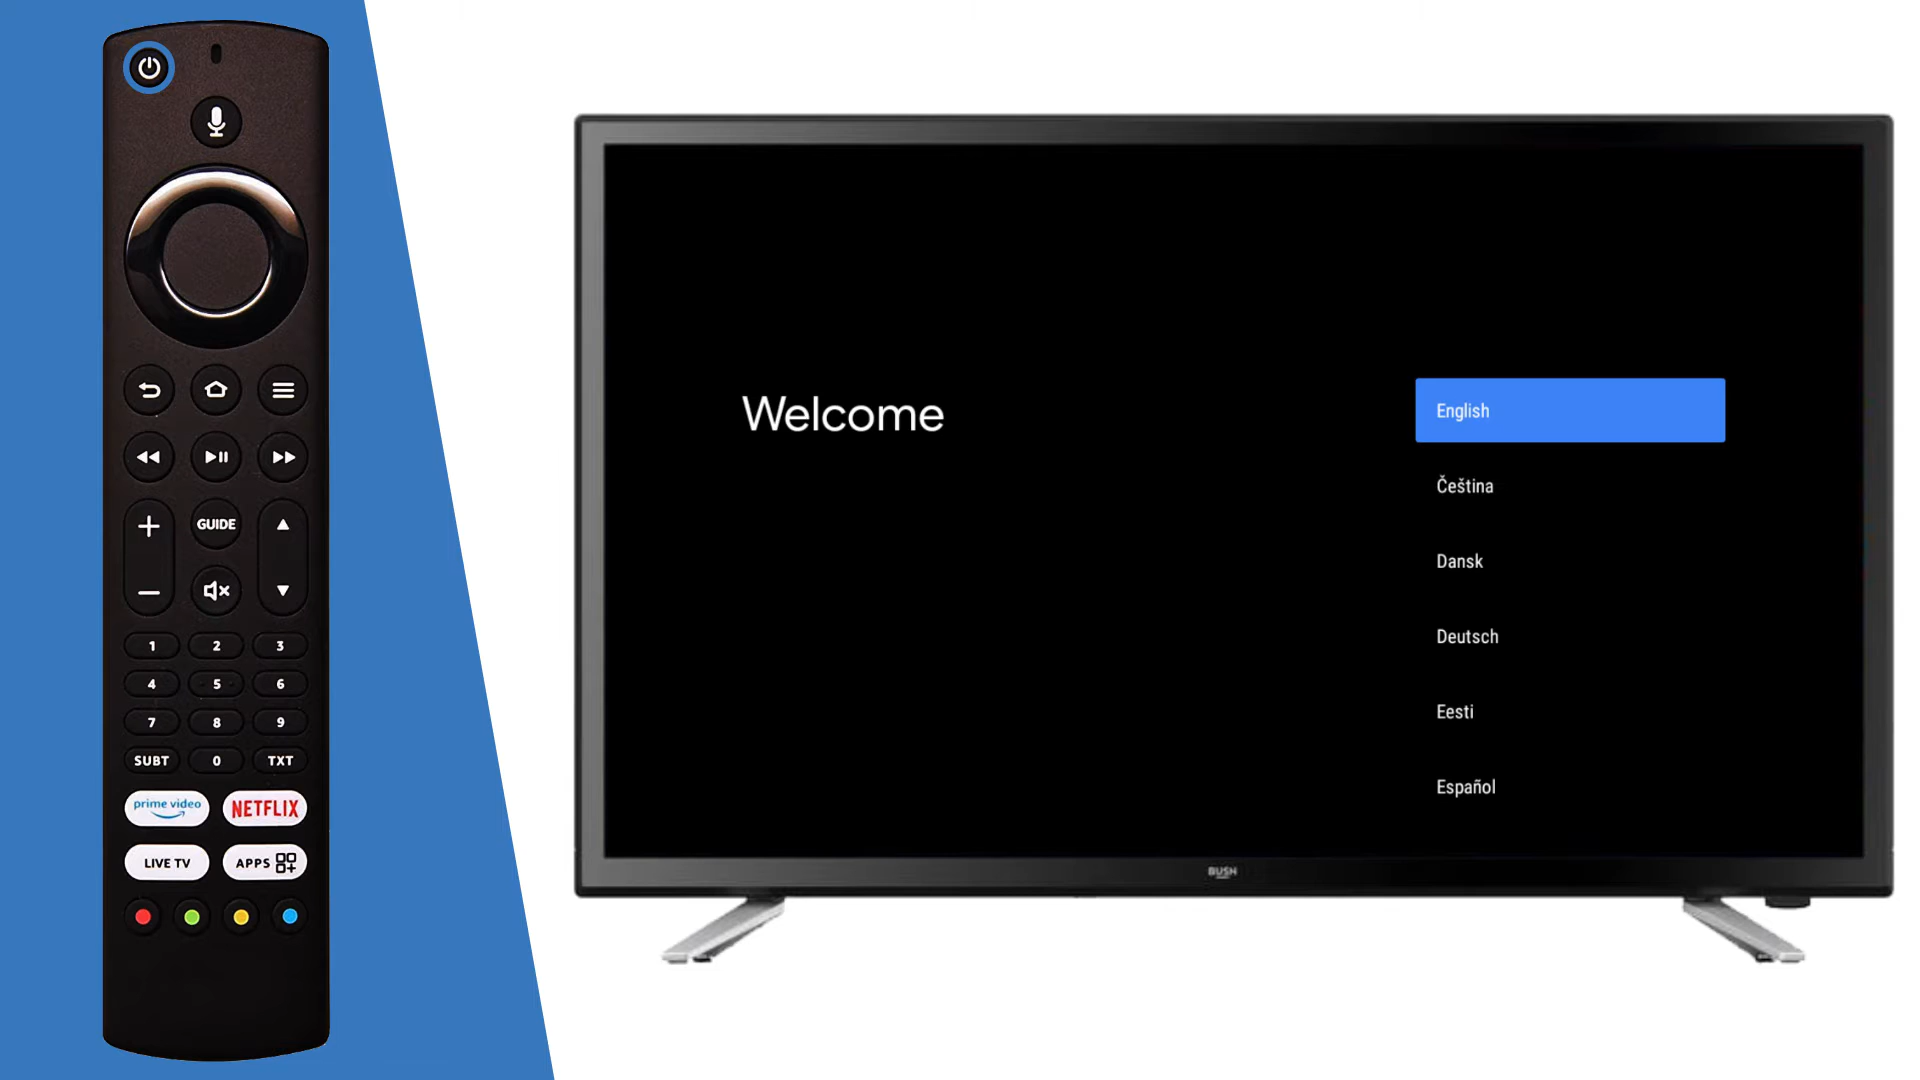 GUIDE
1 2 3
4 5 6
7 8 9
SUBT 0 TXT
prime video NETFLIX
LIVE TV APPS
Welcome
English
Čeština
Dansk
Deutsch
Eesti
Español
BUSH